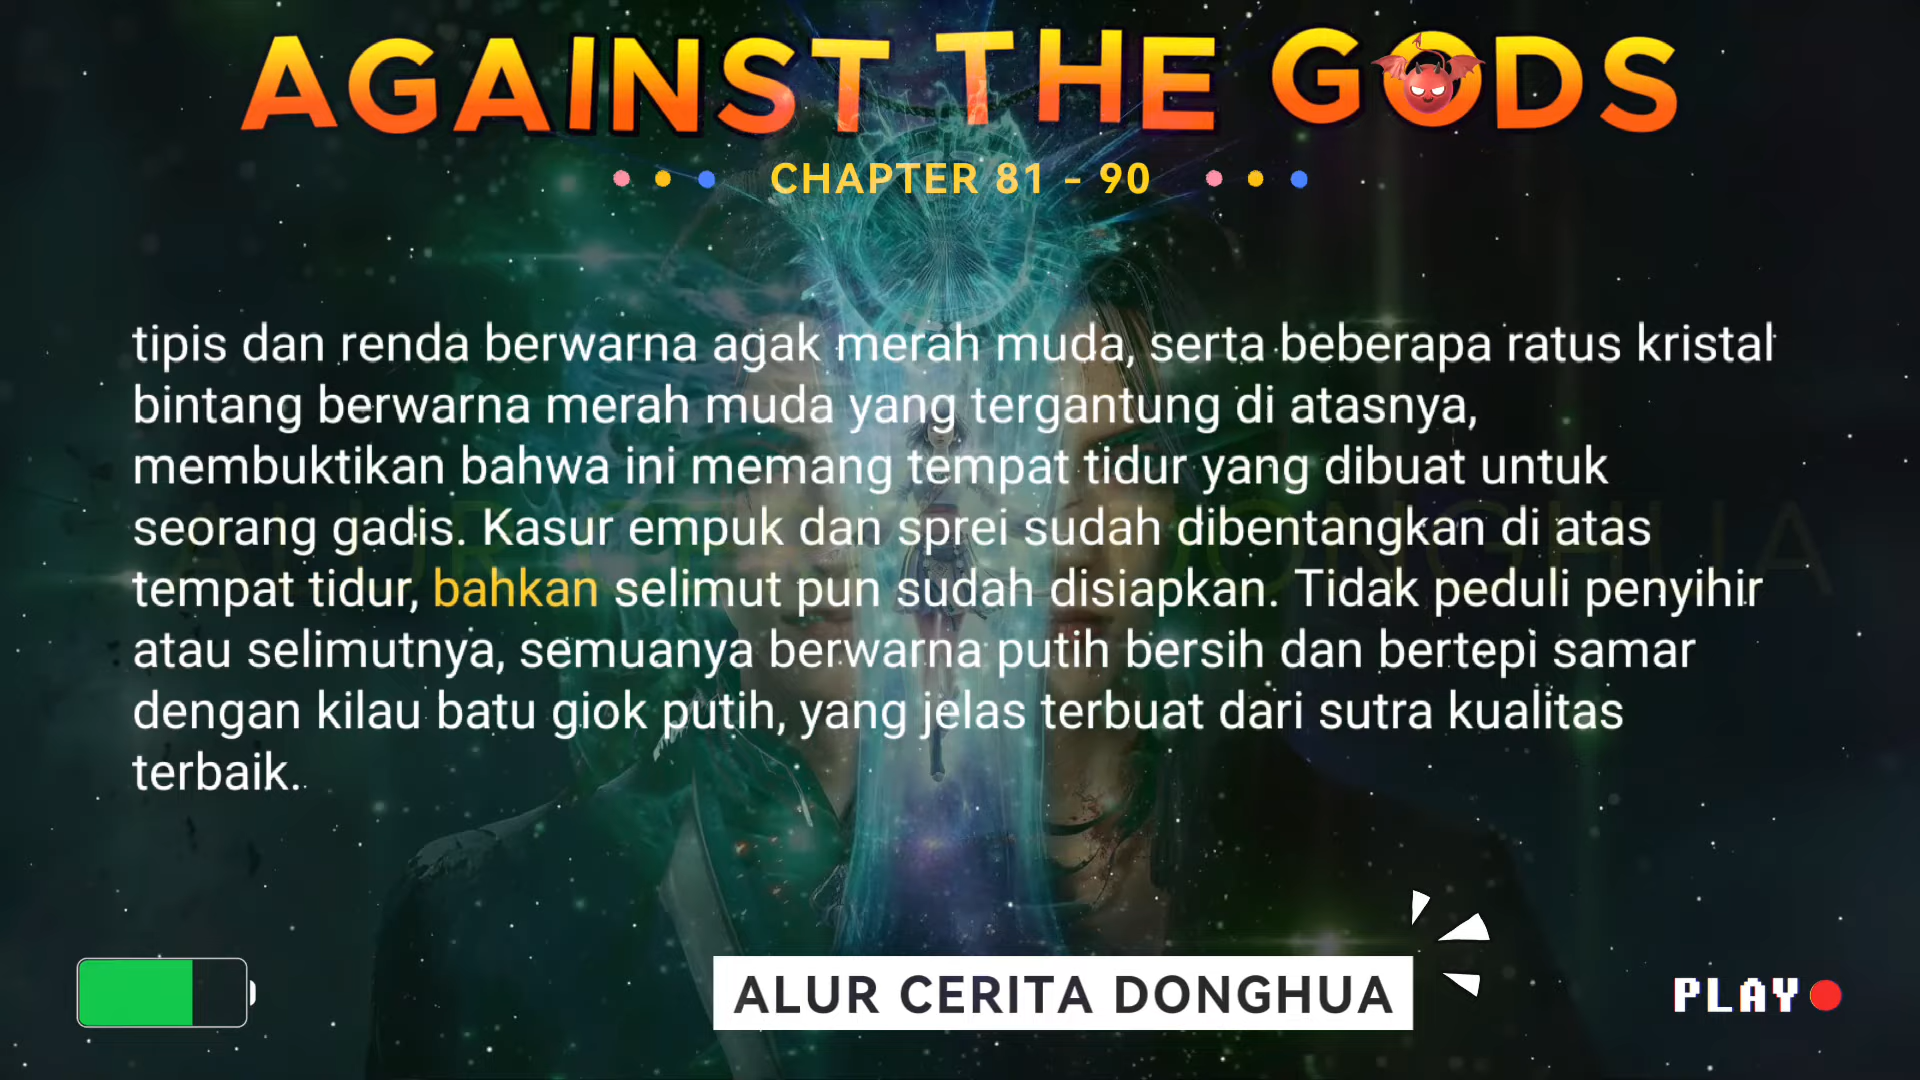 AGAINST THE GODS
CHAPTER 81 - 90
tipis dan renda berwarna agak merah muda, serta beberapa ratus kristal
bintang berwarna merah muda yang tergantung di atasnya,
membuktikan bahwa ini memang tempat tidur yang dibuat untuk
seorang gadis. Kasur empuk dan sprei sudah dibentangkan di atas
tempat tidur, bahkan selimut pun sudah disiapkan. Tidak peduli penyihir
atau selimutnya, semuanya berwarna putih bersih dan bertepi samar
dengan kilau batu giok putih, yang jelas terbuat dari sutra kualitas
terbaik.
ALUR CERITA DONGHUA
PLAY